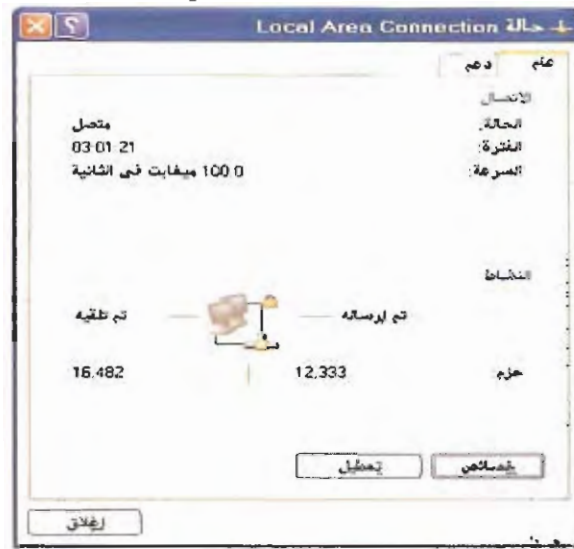 حالة Local Area Connection
عام دعم
الاتصال
الحالة: متصل
الفترة: 03:01:21
السرعة: 100.0 ميغابت في الثانية
النشاط
تم إرساله — تم تلقيه
حزم 12,333 16,482
خصائص تعطيل
إغلاق